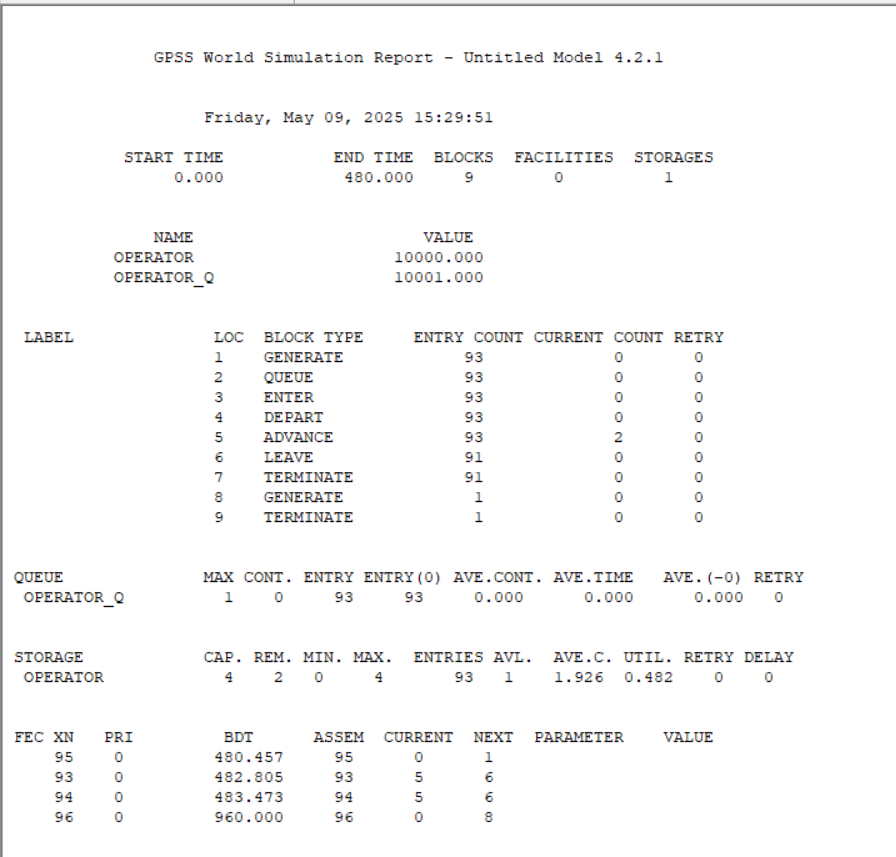 GPSS World Simulation Report - Untitled Model 4.2.1
Friday, May 09, 2025 15:29:51
START TIME END TIME BLOCKS FACILITIES STORAGES
0.000 480.000 9 0 1
NAME VALUE
OPERATOR 10000.000
OPERATOR_Q 10001.000
LABEL LOC BLOCK TYPE ENTRY COUNT CURRENT COUNT RETRY
1 GENERATE 93 0 0
2 QUEUE 93 0 0
3 ENTER 93 0 0
4 DEPART 93 0 0
5 ADVANCE 93 2 0
6 LEAVE 91 0 0
7 TERMINATE 91 0 0
8 GENERATE 1 0 0
9 TERMINATE 1 0 0
QUEUE MAX CONT. ENTRY ENTRY(0) AVE.CONT. AVE.TIME AVE.(-0) RETRY
OPERATOR_Q 1 0 93 93 0.000 0.000 0.000 0
STORAGE CAP. REM. MIN. MAX. ENTRIES AVL. AVE.C. UTIL. RETRY DELAY
OPERATOR 4 2 0 4 93 1 1.926 0.482 0 0
FEC XN PRI BDT ASSEM CURRENT NEXT PARAMETER VALUE
95 0 480.457 95 0 1
93 0 482.805 93 5 6
94 0 483.473 94 5 6
96 0 960.000 96 0 8